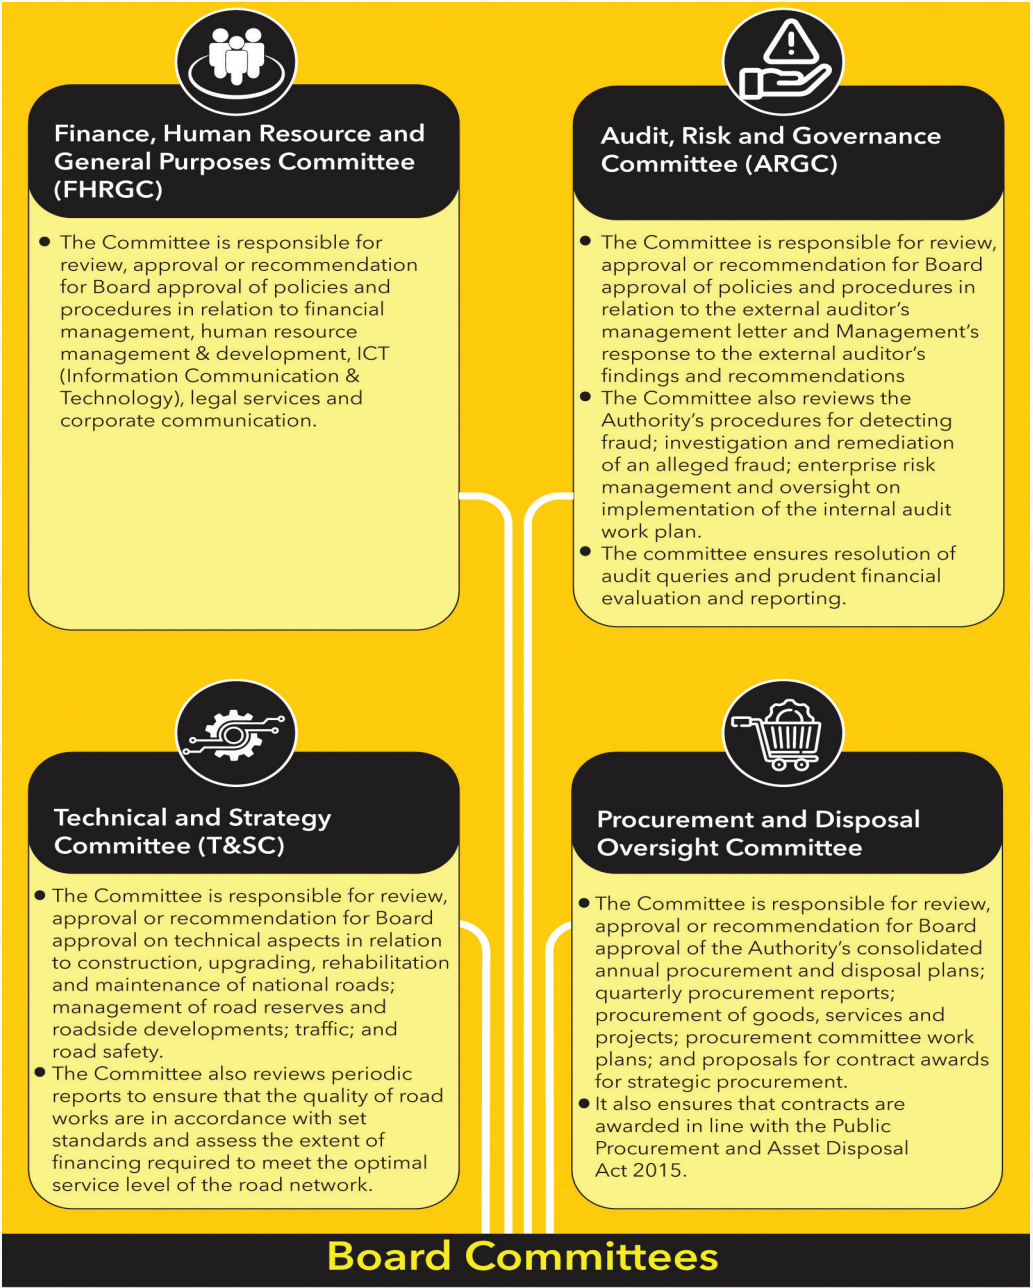 Finance, Human Resource and
General Purposes Committee
(FHRGC)
● The Committee is responsible for
review, approval or recommendation
for Board approval of policies and
procedures in relation to financial
management, human resource
management & development, ICT
(Information Communication &
Technology), legal services and
corporate communication.
Audit, Risk and Governance
Committee (ARGC)
● The Committee is responsible for review,
approval or recommendation for Board
approval of policies and procedures in
relation to the external auditor's
management letter and Management's
response to the external auditor's
findings and recommendations
● The Committee also reviews the
Authority's procedures for detecting
fraud; investigation and remediation
of an alleged fraud; enterprise risk
management and oversight on
implementation of the internal audit
work plan.
● The committee ensures resolution of
audit queries and prudent financial
evaluation and reporting.
Technical and Strategy
Committee (T&SC)
● The Committee is responsible for review,
approval or recommendation for Board
approval on technical aspects in relation
to construction, upgrading, rehabilitation
and maintenance of national roads;
management of road reserves and
roadside developments; traffic; and
road safety.
● The Committee also reviews periodic
reports to ensure that the quality of road
works are in accordance with set
standards and assess the extent of
financing required to meet the optimal
service level of the road network.
Procurement and Disposal
Oversight Committee
● The Committee is responsible for review,
approval or recommendation for Board
approval of the Authority's consolidated
annual procurement and disposal plans;
quarterly procurement reports;
procurement of goods, services and
projects; procurement committee work
plans; and proposals for contract awards
for strategic procurement.
● It also ensures that contracts are
awarded in line with the Public
Procurement and Asset Disposal
Act 2015.
Board Committees